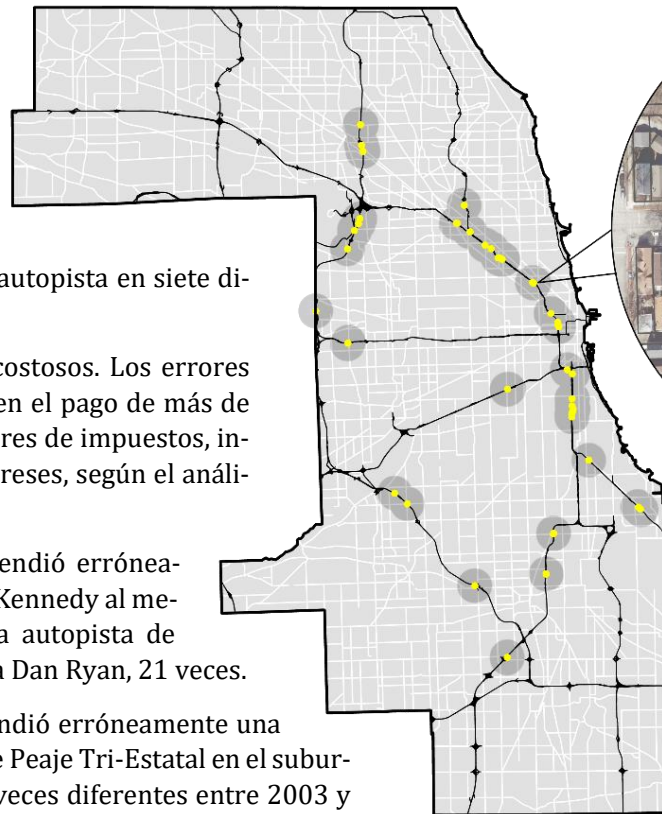 autopista en siete di-
costosos. Los errores
en el pago de más de
res de impuestos, in-
reses, según el análi-
endió errónea-
Kennedy al me-
a autopista de
a Dan Ryan, 21 veces.
ndió erróneamente una
e Peaje Tri-Estatal en el subur-
veces diferentes entre 2003 y